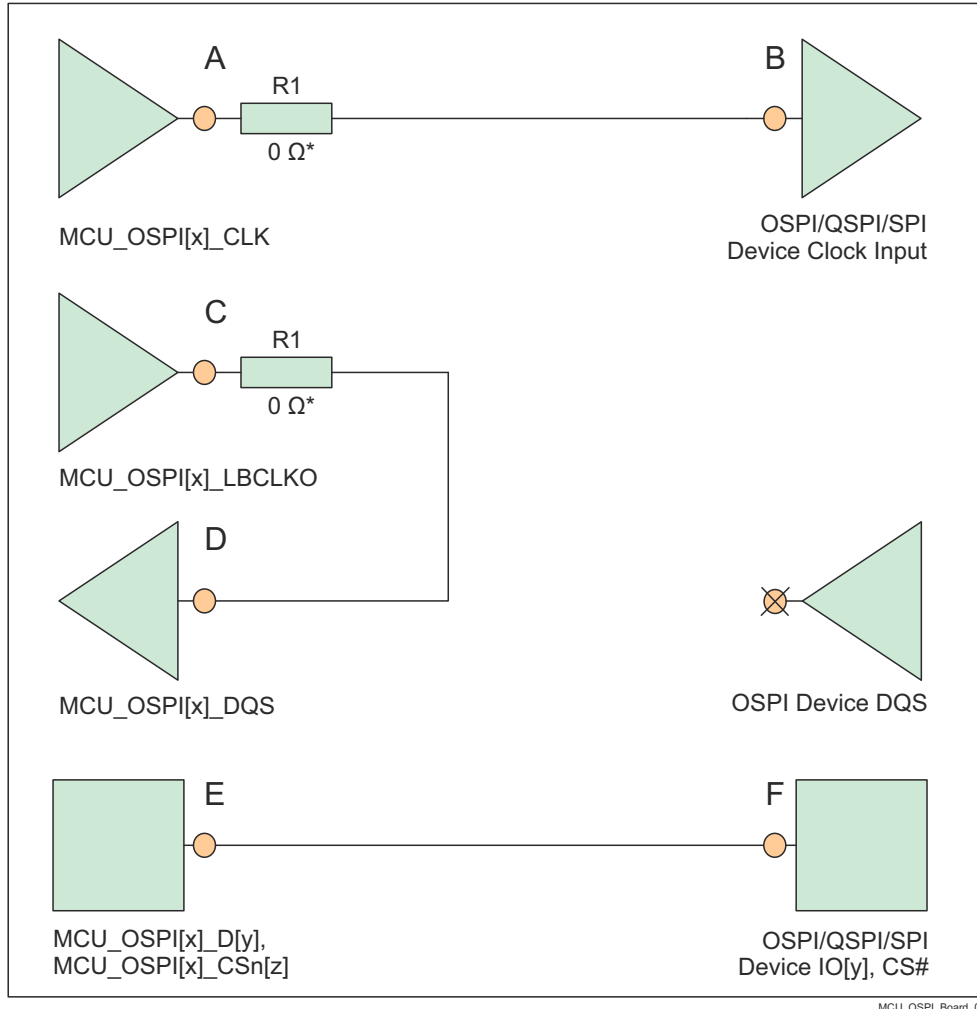 A
B
R1
0 Ω*
MCU_OSPI[x]_CLK
OSPI/QSPI/SPI
Device Clock Input
C
R1
0 Ω*
MCU_OSPI[x]_LBCLKO
D
MCU_OSPI[x]_DQS
OSPI Device DQS
E
F
MCU_OSPI[x]_D[y],
MCU_OSPI[x]_CSn[z]
OSPI/QSPI/SPI
Device IO[y], CS#
MCU_OSPI_Board_0